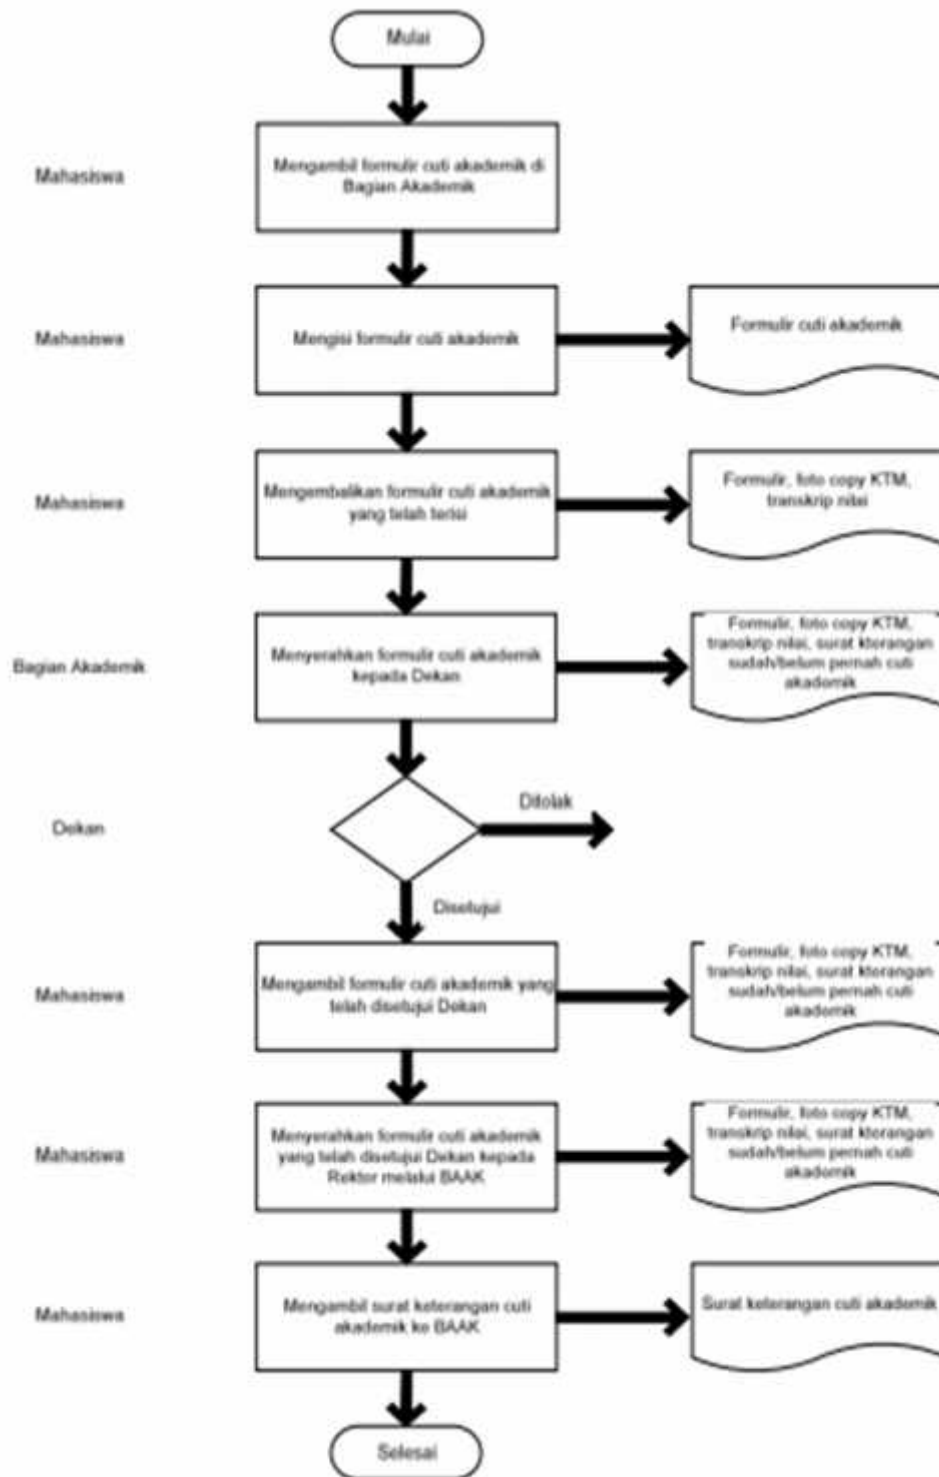 Mulai
Mahasiswa
Mengambil formulir cuti akademik di
Bagian Akademik
Mahasiswa
Mengisi formulir cuti akademik
Formulir cuti akademik
Mahasiswa
Mengembalikan formulir cuti akademik
yang telah terisi
Formulir, foto copy KTM,
transkrip nilai
Bagian Akademik
Menyerahkan formulir cuti akademik
kepada Dekan
Formulir, foto copy KTM,
transkrip nilai, surat kterangan
sudah/belum pernah cuti
akademik
Dekan
Ditolak
Disetujui
Mahasiswa
Mengambil formulir cuti akademik yang
telah disetujui Dekan
Formulir, foto copy KTM,
transkrip nilai, surat kterangan
sudah/belum pernah cuti
akademik
Mahasiswa
Menyerahkan formulir cuti akademik
yang telah disetujui Dekan kepada
Rektor melalui BAAK
Formulir, foto copy KTM,
transkrip nilai, surat kterangan
sudah/belum pernah cuti
akademik
Mahasiswa
Mengambil surat keterangan cuti
akademik ke BAAK
Surat keterangan cuti akademik
Selesai